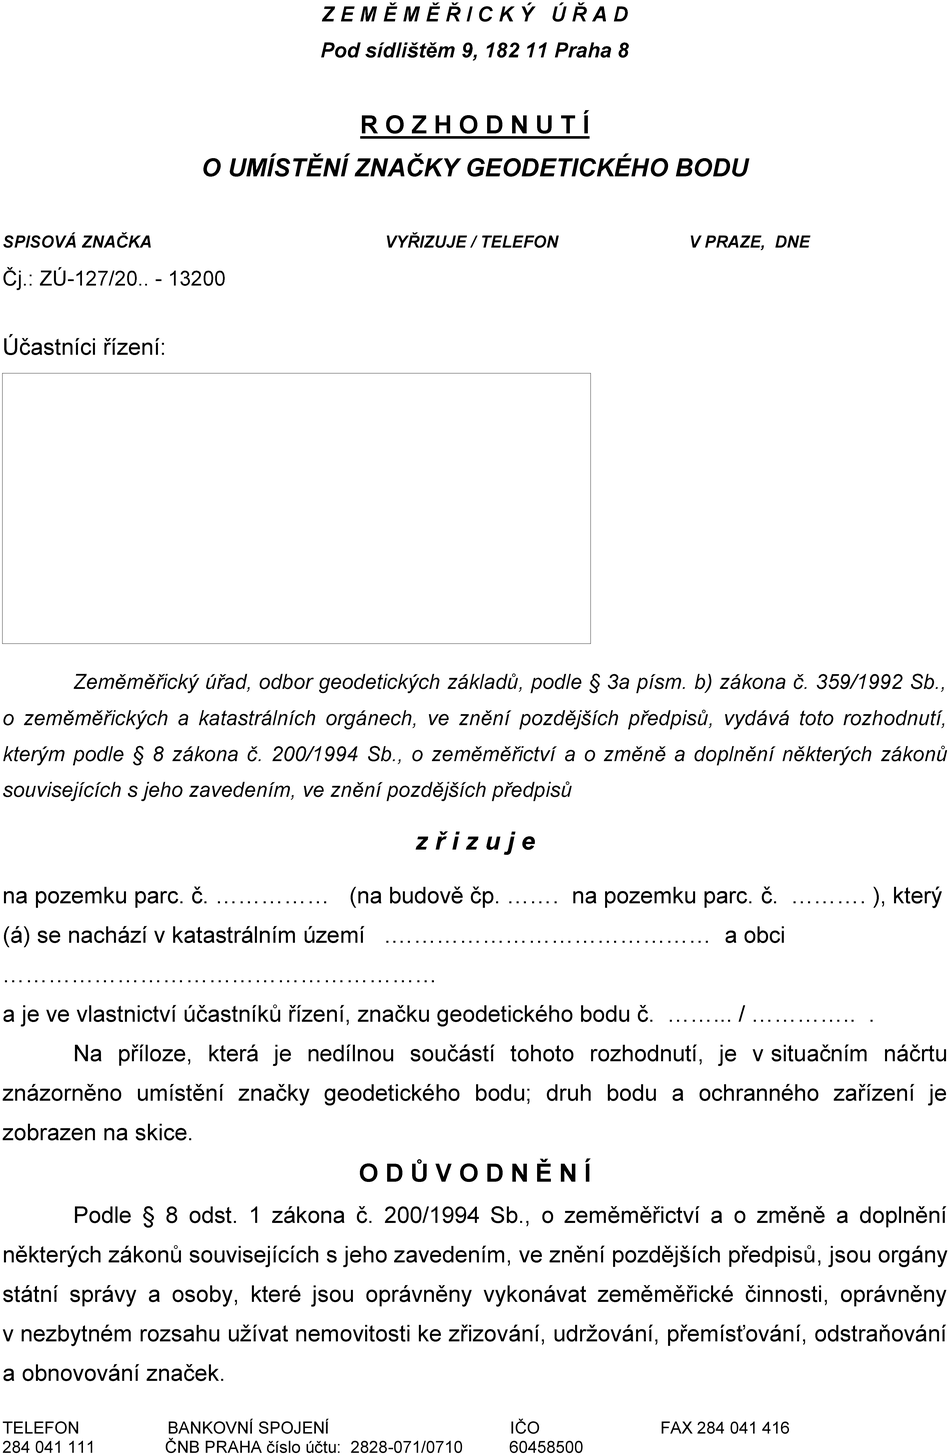 Z E M Ě M Ě Ř I C K Ý   Ú Ř A D
Pod sídlištěm 9, 182 11 Praha 8
R O Z H O D N U T Í
O UMÍSTĚNÍ ZNAČKY GEODETICKÉHO BODU
SPISOVÁ ZNAČKA   VYŘIZUJE / TELEFON   V PRAZE,  DNE
Čj.: ZÚ-127/20.. - 13200
Účastníci řízení:
Zeměměřický úřad, odbor geodetických základů, podle § 3a písm. b) zákona č. 359/1992 Sb.,
o zeměměřických a katastrálních orgánech, ve znění pozdějších předpisů, vydává toto rozhodnutí,
kterým podle § 8 zákona č. 200/1994 Sb., o zeměměřictví a o změně a doplnění některých zákonů
souvisejících s jeho zavedením, ve znění pozdějších předpisů
z ř i z u j e
na pozemku parc. č. ……………   (na budově čp. …….  na pozemku parc. č.  ………. ), který
(á) se nachází v katastrálním území   .…………………………………   a obci
…………………………………………………
a je ve vlastnictví účastníků řízení, značku geodetického bodu č.  ……... / …………..  .
Na příloze, která je nedílnou součástí tohoto rozhodnutí, je v situačním náčrtu
znázorněno umístění značky geodetického bodu; druh bodu a ochranného zařízení je
zobrazen na skice.
O D Ů V O D N Ě N Í
Podle § 8 odst. 1 zákona č. 200/1994 Sb., o zeměměřictví a o změně a doplnění
některých zákonů souvisejících s jeho zavedením, ve znění pozdějších předpisů, jsou orgány
státní správy a osoby, které jsou oprávněny vykonávat zeměměřické činnosti, oprávněny
v nezbytném rozsahu užívat nemovitosti ke zřizování, udržování, přemísťování, odstraňování
a obnovování značek.
TELEFON   BANKOVNÍ SPOJENÍ   IČO   FAX 284 041 416
284 041 111   ČNB PRAHA číslo účtu:  2828-071/0710   60458500